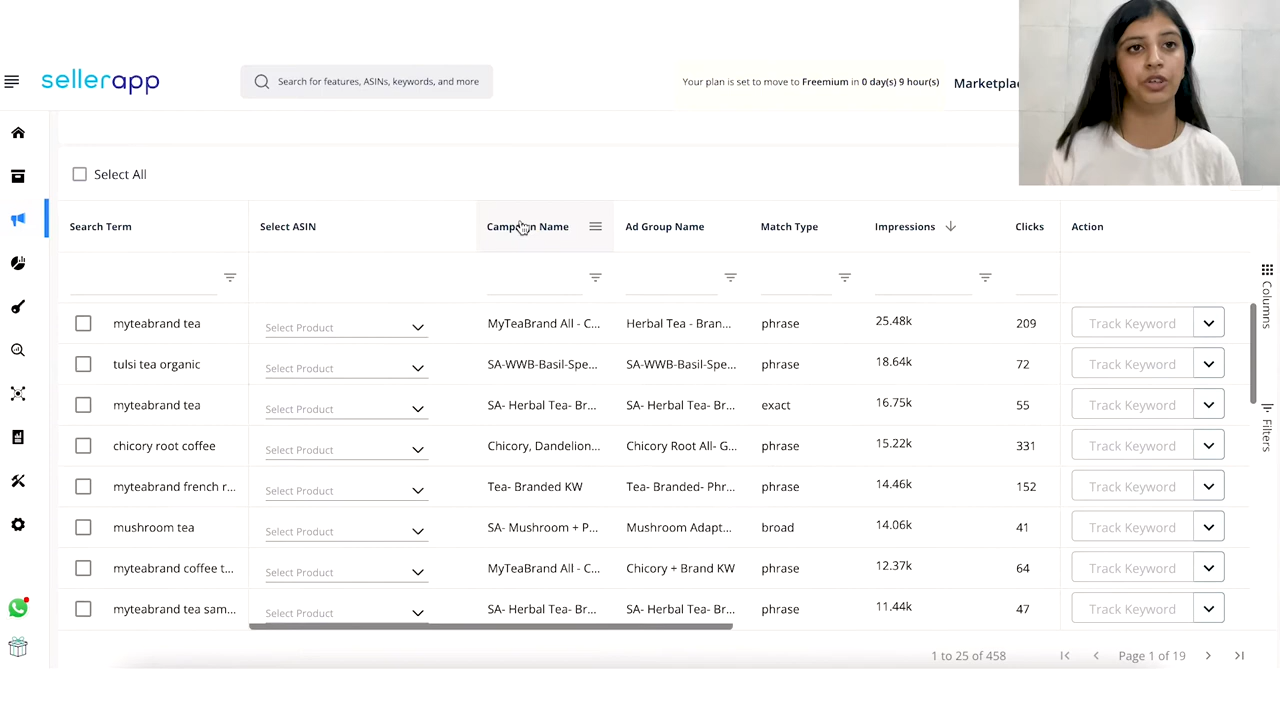 sellerapp
Search for features, ASINs, keywords, and more
Your plan is set to move to Freemium in 0 day(s) 9 hour(s)
Marketplac
Select All
Search Term Select ASIN Campaign Name Ad Group Name Match Type Impressions Clicks Action
myteabrand tea Select Product MyTeaBrand All - C... Herbal Tea - Bran... phrase 25.48k 209 Track Keyword
tulsi tea organic Select Product SA-WWB-Basil-Spe... SA-WWB-Basil-Spe... phrase 18.64k 72 Track Keyword
myteabrand tea Select Product SA- Herbal Tea- Br... SA- Herbal Tea- Br... exact 16.75k 55 Track Keyword
chicory root coffee Select Product Chicory, Dandelion... Chicory Root All- G... phrase 15.22k 331 Track Keyword
myteabrand french r... Select Product Tea- Branded KW Tea- Branded- Phr... phrase 14.46k 152 Track Keyword
mushroom tea Select Product SA- Mushroom + P... Mushroom Adapt... broad 14.06k 41 Track Keyword
myteabrand coffee t... Select Product MyTeaBrand All - C... Chicory + Brand KW phrase 12.37k 64 Track Keyword
myteabrand tea sam... Select Product SA- Herbal Tea- Br... SA- Herbal Tea- Br... phrase 11.44k 47 Track Keyword
Columns
Filters
1 to 25 of 458 Page 1 of 19